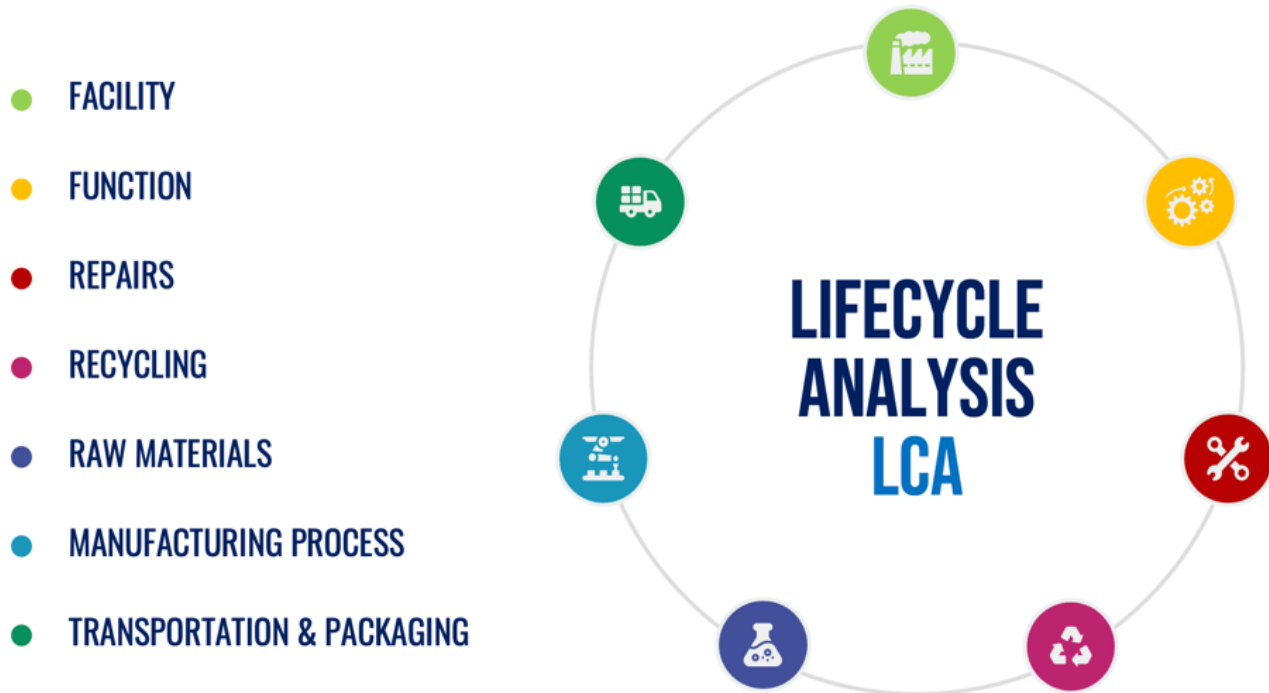 FACILITY
FUNCTION
REPAIRS
RECYCLING
RAW MATERIALS
MANUFACTURING PROCESS
TRANSPORTATION & PACKAGING
LIFECYCLE
ANALYSIS
LCA